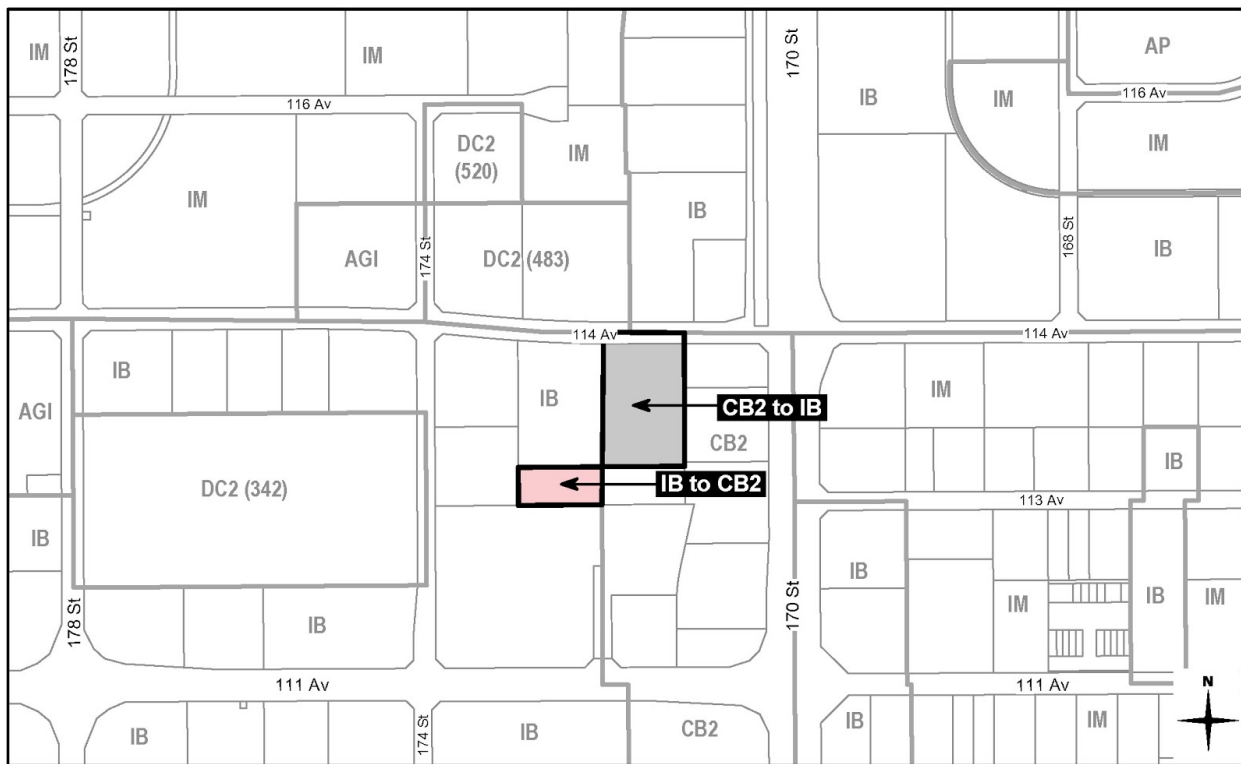 IM
178 St
IM
170 St
AP
116 Av
IB
IM
116 Av
DC2
(520)
IM
IM
IM
IB
168 St
IB
AGI
174 St
DC2 (483)
114 Av
114 Av
IB
IB
CB2 to IB
IM
AGI
CB2
IB
DC2 (342)
IB to CB2
113 Av
IB
IB
IB
IM
IB
IM
178 St
IB
170 St
111 Av
111 Av
N
IB
174 St
IB
CB2
IB
IM